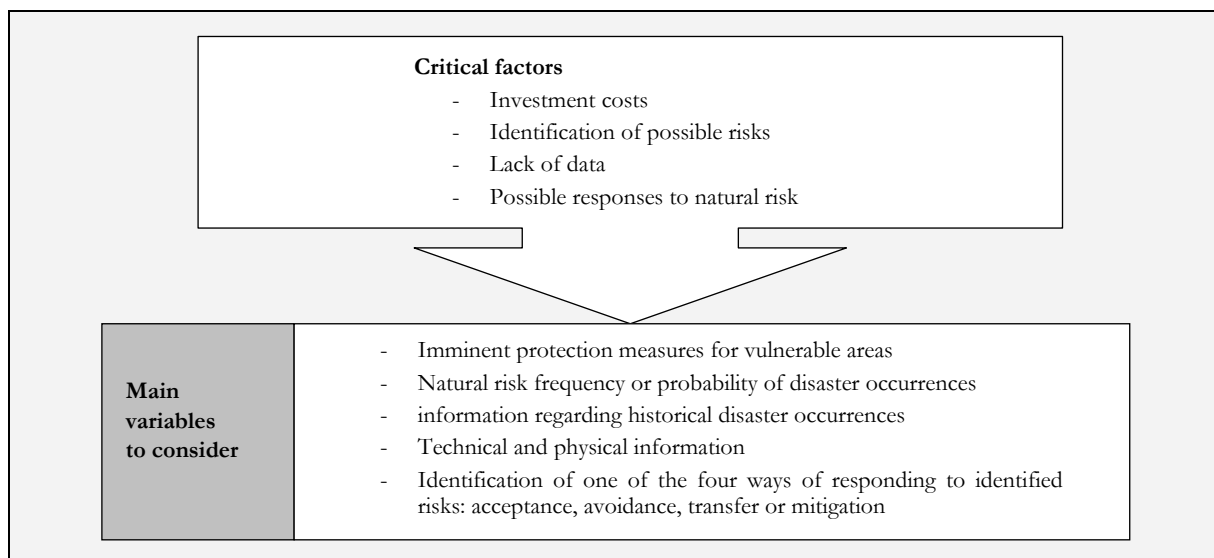 Critical factors
- Investment costs
- Identification of possible risks
- Lack of data
- Possible responses to natural risk
Main
variables
to consider
- Imminent protection measures for vulnerable areas
- Natural risk frequency or probability of disaster occurrences
- information regarding historical disaster occurrences
- Technical and physical information
- Identification of one of the four ways of responding to identified
risks: acceptance, avoidance, transfer or mitigation